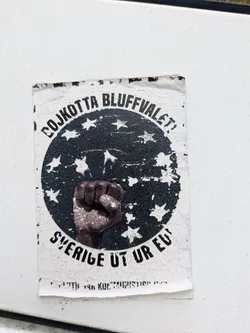 BOJKOTTA BLUFFVALET!
SVERIGE UT UR EU!